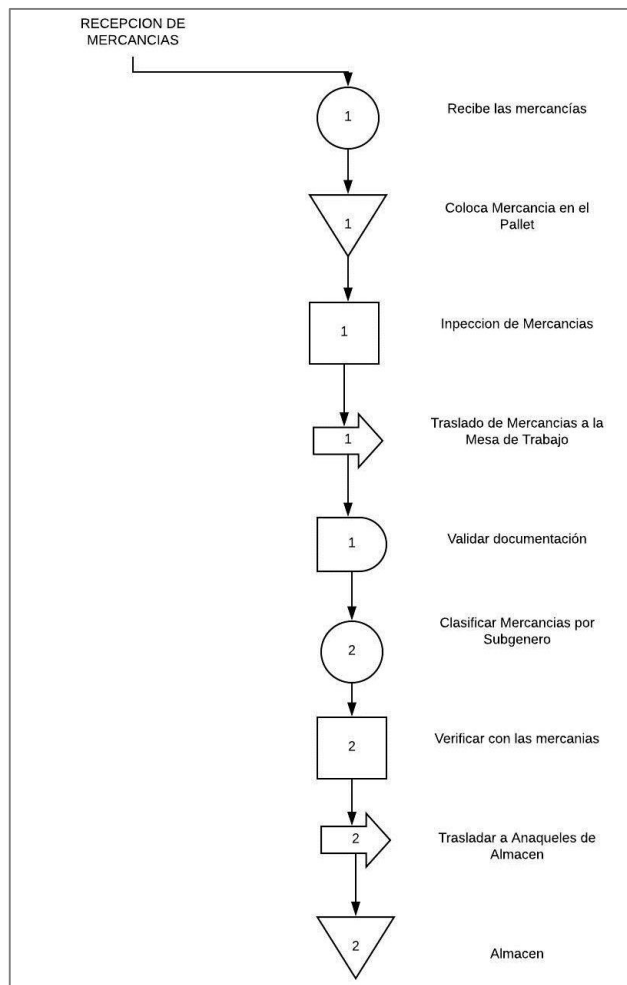 RECEPCION DE
MERCANCIAS
1
Recibe las mercancías
1
Coloca Mercancia en el
Pallet
1
Inpeccion de Mercancias
1
Traslado de Mercancias a la
Mesa de Trabajo
1
Validar documentación
2
Clasificar Mercancias por
Subgenero
2
Verificar con las mercanias
2
Trasladar a Anaqueles de
Almacen
2
Almacen